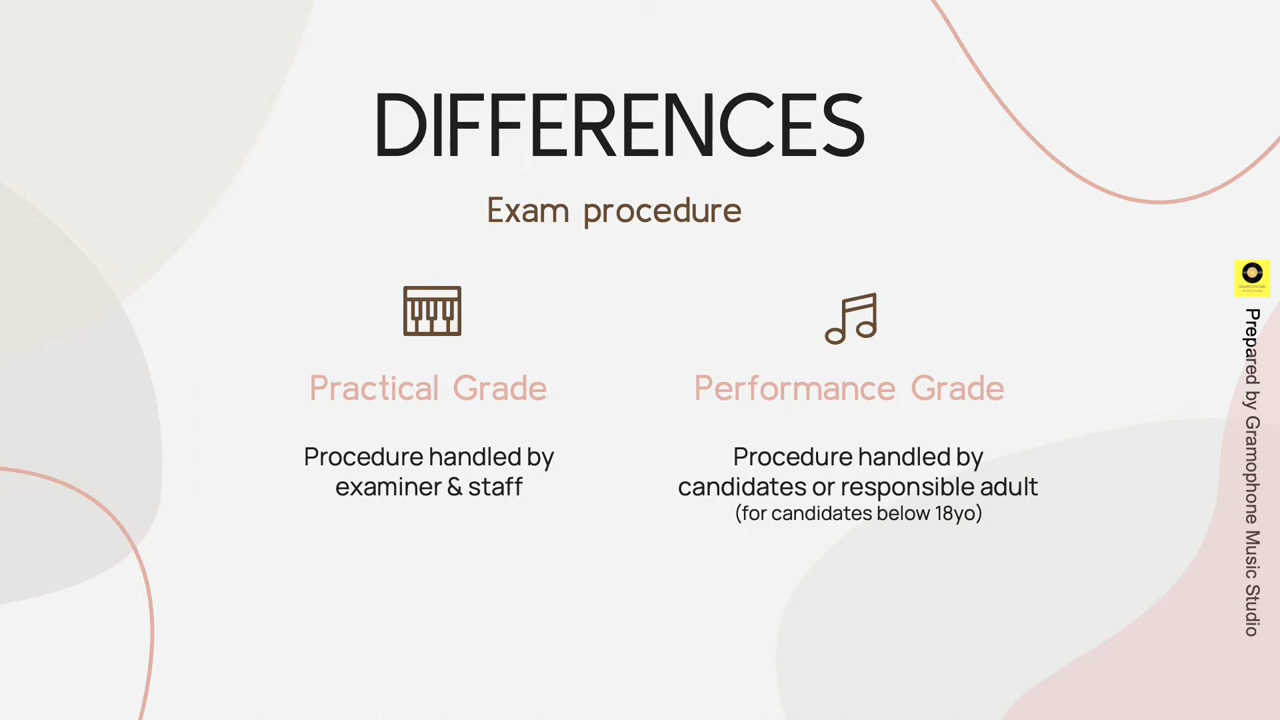 DIFFERENCES
Exam procedure
Practical Grade
Procedure handled by
examiner & staff
Performance Grade
Procedure handled by
candidates or responsible adult
(for candidates below 18yo)
Prepared by Gramophone Music Studio